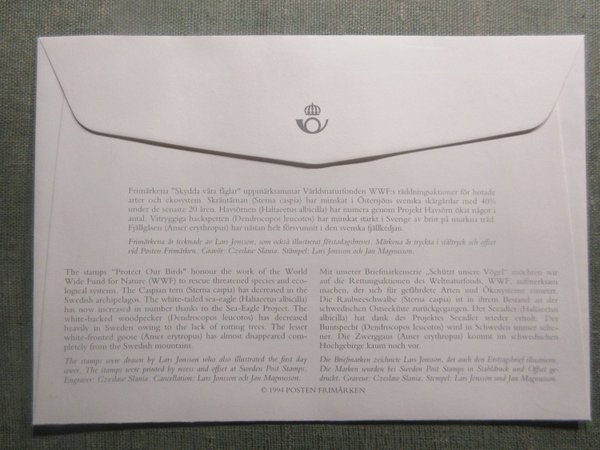 Frimärkena "Skydda våra fåglar" uppmärksammar Världsnaturfonden WWF:s räddningsaktioner för hotade
arter och ekosystem. Skräntärnan (Sterna caspia) har minskat i Östersjöns svenska skärgårdar med 40%
under de senaste 20 åren. Havsörnen (Haliaeetus albicilla) har numera genom Projekt Havsörn ökat något i
antal. Vitryggiga hackspetten (Dendrocopos leucotos) har minskat starkt i Sverige av brist på murkna träd.
Fjällgåsen (Anser erythropus) har nästan helt försvunnit i den svenska fjällkedjan.
Frimärkena är tecknade av Lars Jonsson, som också illustrerat förstadagsbrevet. Märkena är tryckta i ståltryck och offset
vid Posten Frimärken. Gravör: Czesław Słania. Stämpel: Lars Jonsson och Jan Magnusson.
The stamps "Protect Our Birds" honour the work of the World
Wide Fund for Nature (WWF) to rescue threatened species and eco-
logical systems. The Caspian tern (Sterna caspia) has decreased in the
Swedish archipelagos. The white-tailed sea-eagle (Haliaeetus albicilla)
has now increased in number thanks to the Sea-Eagle Project. The
white-backed woodpecker (Dendrocopos leucotos) has decreased
heavily in Sweden owing to the lack of rotting trees. The lesser
white-fronted goose (Anser erytropus) has almost disappeared com-
pletely from the Swedish mountains.
The stamps were drawn by Lars Jonsson who also illustrated the first day
cover. The stamps were printed by recess and offset at Sweden Post Stamps.
Engraver: Czesław Słania. Cancellation: Lars Jonsson and Jan Magnusson.
Mit unserer Briefmarkenserie „Schützt unsere Vögel" möchten wir
auf die Rettungsaktionen des Weltnaturfonds, WWF, aufmerksam
machen, der sich für gefährdete Arten und Ökosysteme einsetzt.
Die Raubseeschwalbe (Sterna caspia) ist in ihrem Bestand an der
schwedischen Ostseeküste zurückgegangen. Der Seeadler (Haliaeetus
albicilla) hat dank des Projektes Seeadler wieder erholt. Der
Buntspecht (Dendrocopos leucotos) wird in Schweden immer selte-
ner. Die Zwerggans (Anser erythropus) kommt im schwedischen
Hochgebirge kaum noch vor.
Die Briefmarken zeichnete Lars Jonsson, der auch den Ersttagsbrief illustrierte.
Die Marken wurden bei Sweden Post Stamps in Stahldruck und Offset ge-
druckt. Graveur: Czesław Słania. Stempel: Lars Jonsson und Jan Magnusson.
© 1994 POSTEN FRIMÄRKEN